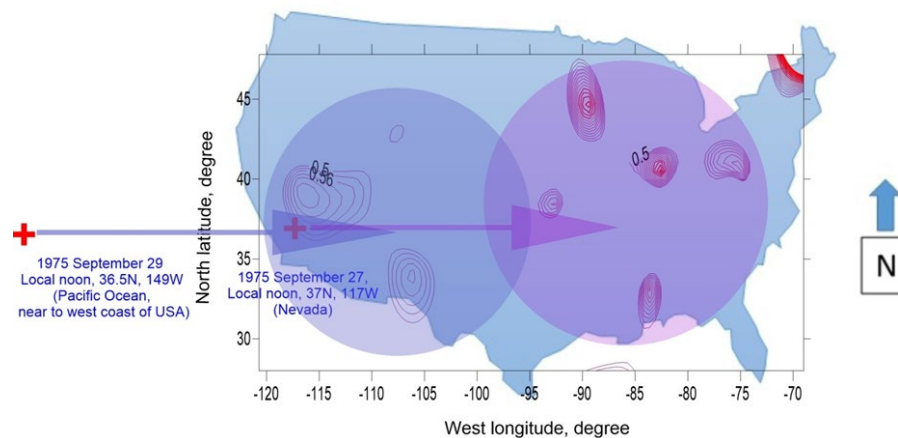 45
40
35
30
North latitude, degree
0.5
0.56
0.5
1975 September 29
Local noon, 36.5N, 149W
(Pacific Ocean,
near to west coast of USA)
1975 September 27,
Local noon, 37N, 117W
(Nevada)
N
-120 -115 -110 -105 -100 -95 -90 -85 -80 -75 -70
West longitude, degree